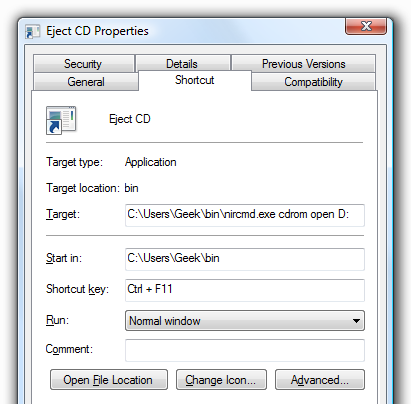 Eject CD Properties
Security Details Previous Versions
General Shortcut Compatibility
Eject CD
Target type: Application
Target location: bin
Target: C:\Users\Geek\bin\nircmd.exe cdrom open D:
Start in: C:\Users\Geek\bin
Shortcut key: Ctrl + F11
Run: Normal window
Comment:
Open File Location Change Icon... Advanced...